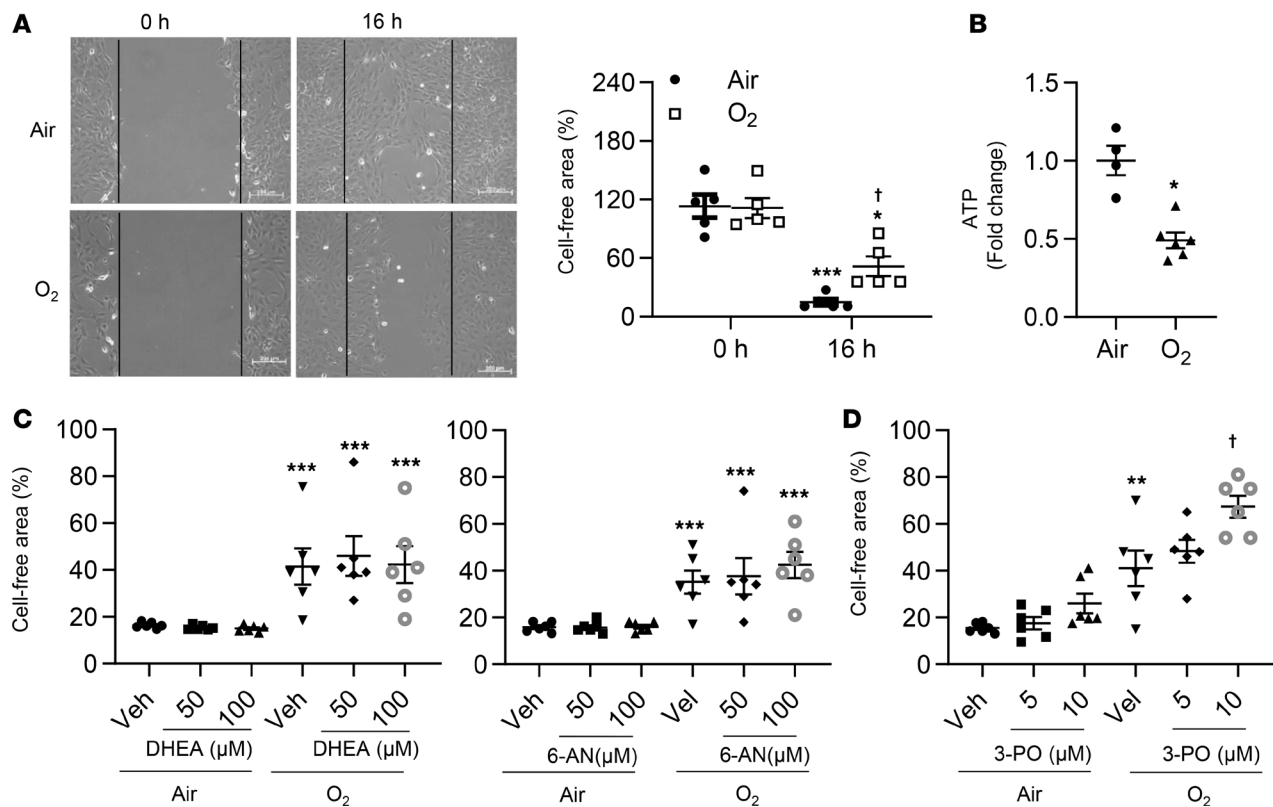 A
0 h
16 h
Air
O2
200 µm
Cell-free area (%)
240
180
120
60
0
Air
O2
***
†
*
0 h
16 h
B
ATP
(Fold change)
1.5
1.0
0.5
0.0
*
Air
O2
C
Cell-free area (%)
100
80
60
40
20
0
***
***
***
Veh
50
100
Veh
50
100
DHEA (µM)
DHEA (µM)
Air
O2
100
80
60
40
20
0
***
***
***
Veh
50
100
Vel
50
100
6-AN(µM)
6-AN(µM)
Air
O2
D
Cell-free area (%)
100
80
60
40
20
0
**
†
Veh
5
10
Vel
5
10
3-PO (µM)
3-PO (µM)
Air
O2